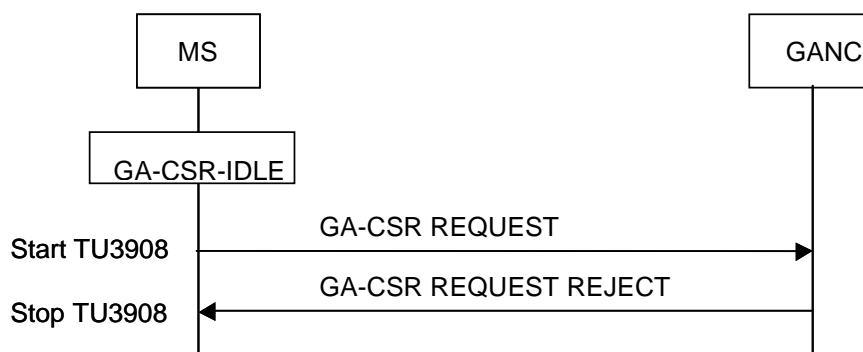 MS
GANC
GA-CSR-IDLE
GA-CSR REQUEST
Start TU3908
GA-CSR REQUEST REJECT
Stop TU3908